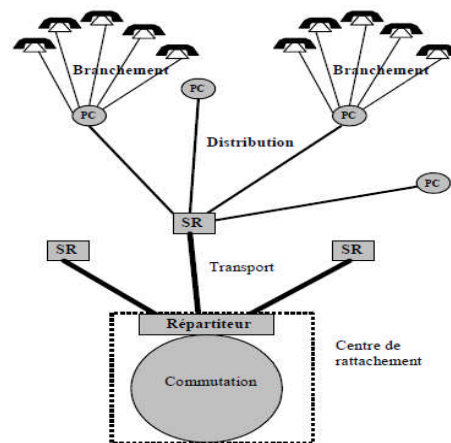 Branchement
Branchement
PC
PC
PC
Distribution
PC
SR
SR
Transport
SR
Répartiteur
Centre de
rattachement
Commutation